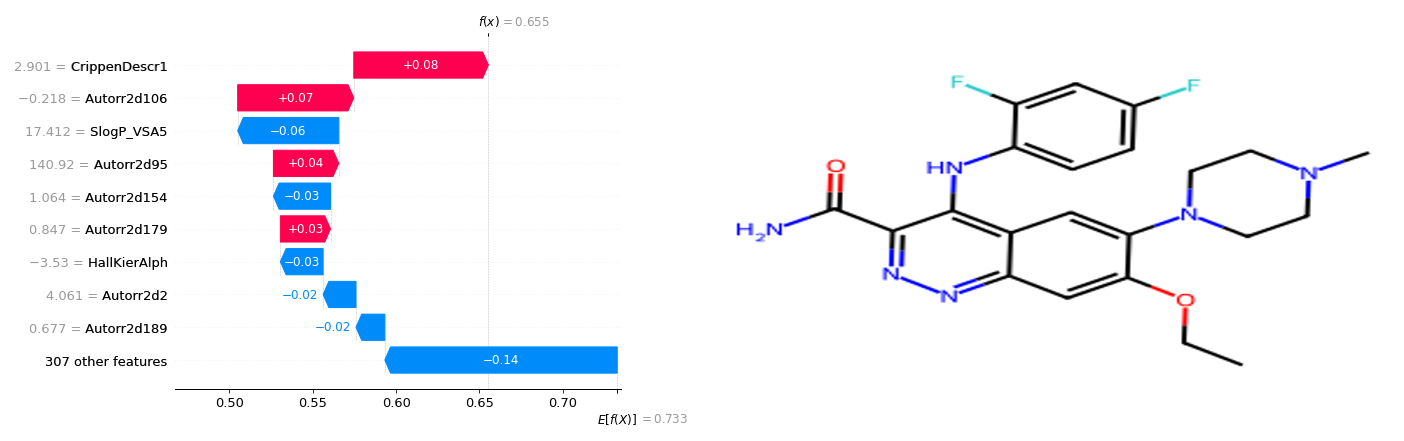 f(x) = 0.655
2.901 = CrippenDescr1
+0.08
−0.218 = Autorr2d106
+0.07
17.412 = SlogP_VSA5
−0.06
140.92 = Autorr2d95
+0.04
1.064 = Autorr2d154
−0.03
0.847 = Autorr2d179
+0.03
−3.53 = HallKierAlph
−0.03
4.061 = Autorr2d2
−0.02
0.677 = Autorr2d189
−0.02
307 other features
−0.14
0.50 0.55 0.60 0.65 0.70
E[f(X)] = 0.733
F
F
HN
O
N
H2N
N
N
N
O